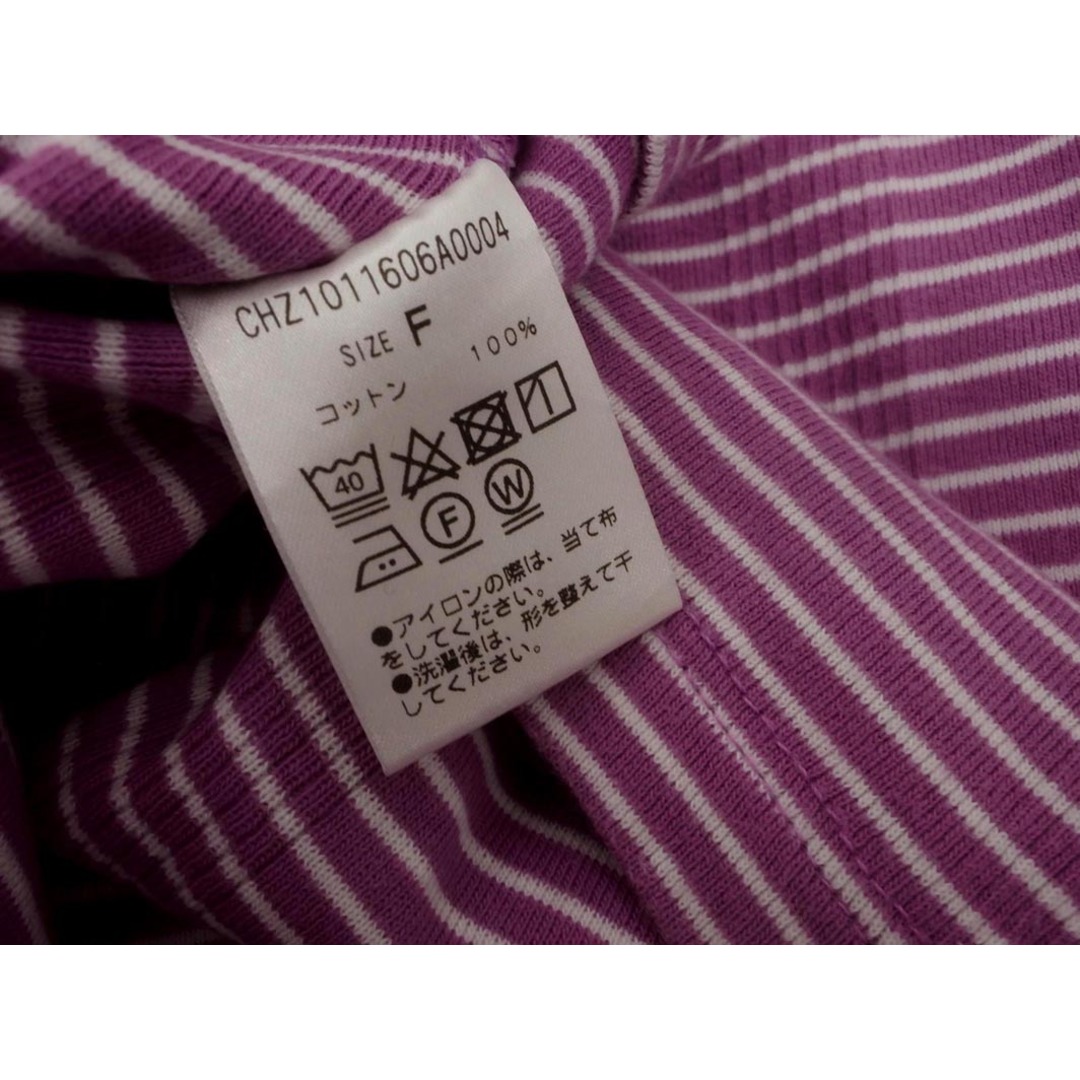 CHZ1011606A0004
SIZE F
コットン 100%
40
F W
●アイロンの際は、当て布
をしてください。
●洗濯後は、形を整えて干
してください。